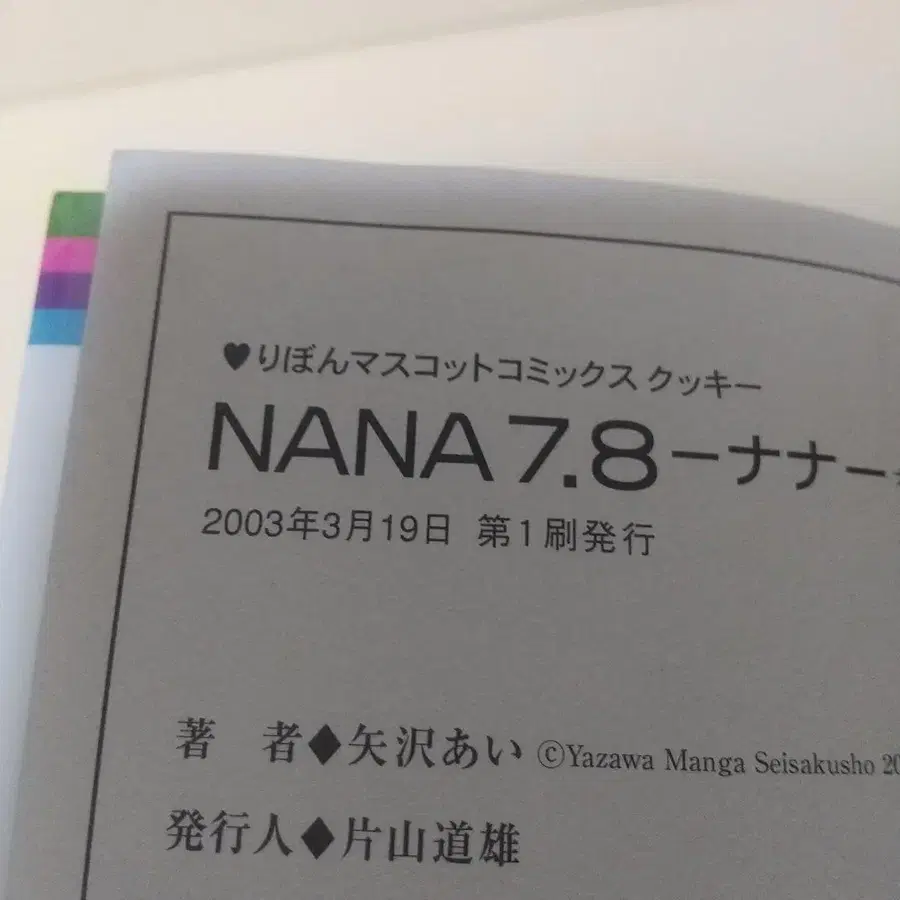 ♥りぼんマスコットコミックス クッキー
NANA 7.8 ーナナー
2003年3月19日 第1刷発行
著 者◆矢沢あい ©Yazawa Manga Seisakusho
発行人◆片山道雄